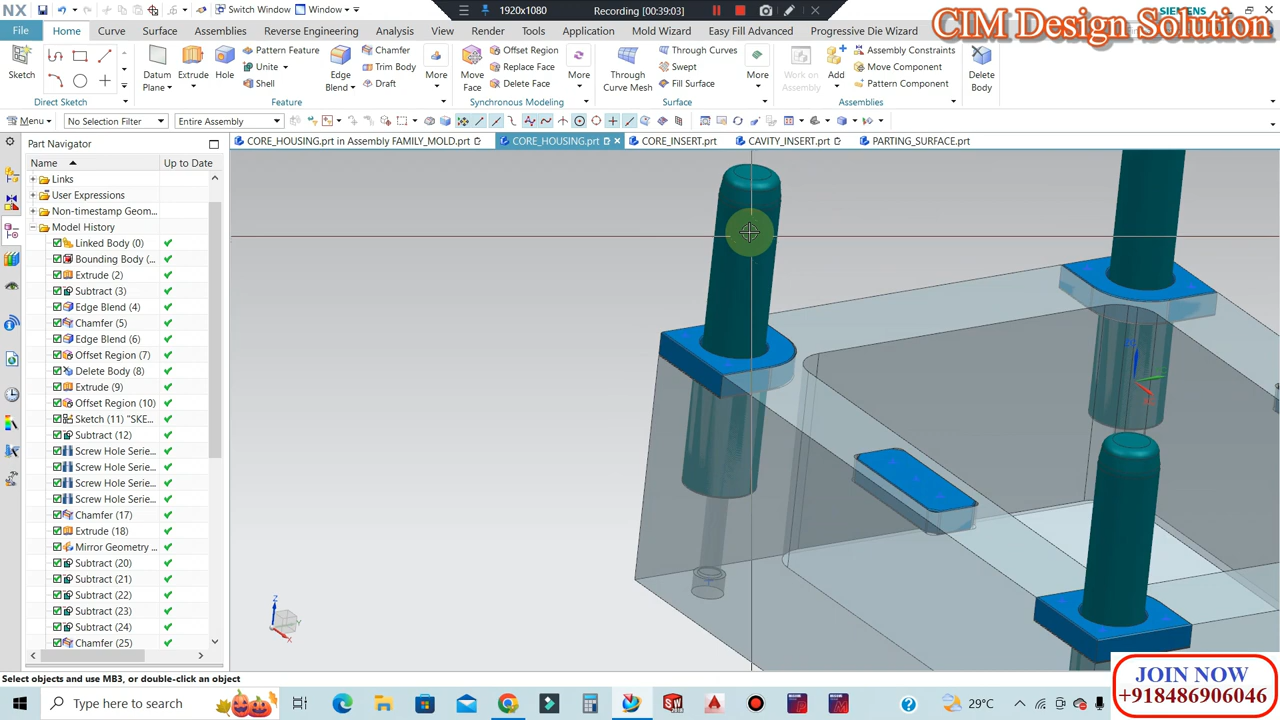 NX
Switch Window
Window
1920x1080
Recording [00:39:03]
SIEMENS
CIM Design Solution
File
Home
Curve
Surface
Assemblies
Reverse Engineering
Analysis
View
Render
Tools
Application
Mold Wizard
Easy Fill Advanced
Progressive Die Wizard
Sketch
Direct Sketch
Datum Plane
Extrude
Hole
Pattern Feature
Unite
Shell
Edge Blend
Chamfer
Trim Body
Draft
More
Feature
Move Face
Offset Region
Replace Face
Delete Face
More
Synchronous Modeling
Through Curve Mesh
Through Curves
Swept
Fill Surface
More
Surface
Work on Assembly
Add
Assembly Constraints
Move Component
Pattern Component
Assemblies
Delete Body
Menu
No Selection Filter
Entire Assembly
Part Navigator
CORE_HOUSING.prt in Assembly FAMILY_MOLD.prt
CORE_HOUSING.prt
CORE_INSERT.prt
CAVITY_INSERT.prt
PARTING_SURFACE.prt
Name
Up to Date
Links
User Expressions
Non-timestamp Geom...
Model History
Linked Body (0)
Bounding Body (...
Extrude (2)
Subtract (3)
Edge Blend (4)
Chamfer (5)
Edge Blend (6)
Offset Region (7)
Delete Body (8)
Extrude (9)
Offset Region (10)
Sketch (11) "SKE...
Subtract (12)
Screw Hole Serie...
Screw Hole Serie...
Screw Hole Serie...
Screw Hole Serie...
Chamfer (17)
Extrude (18)
Mirror Geometry ...
Subtract (20)
Subtract (21)
Subtract (22)
Subtract (23)
Subtract (24)
Chamfer (25)
Z
Y
X
Select objects and use MB3, or double-click an object
JOIN NOW
+918486906046
Type here to search
29°C